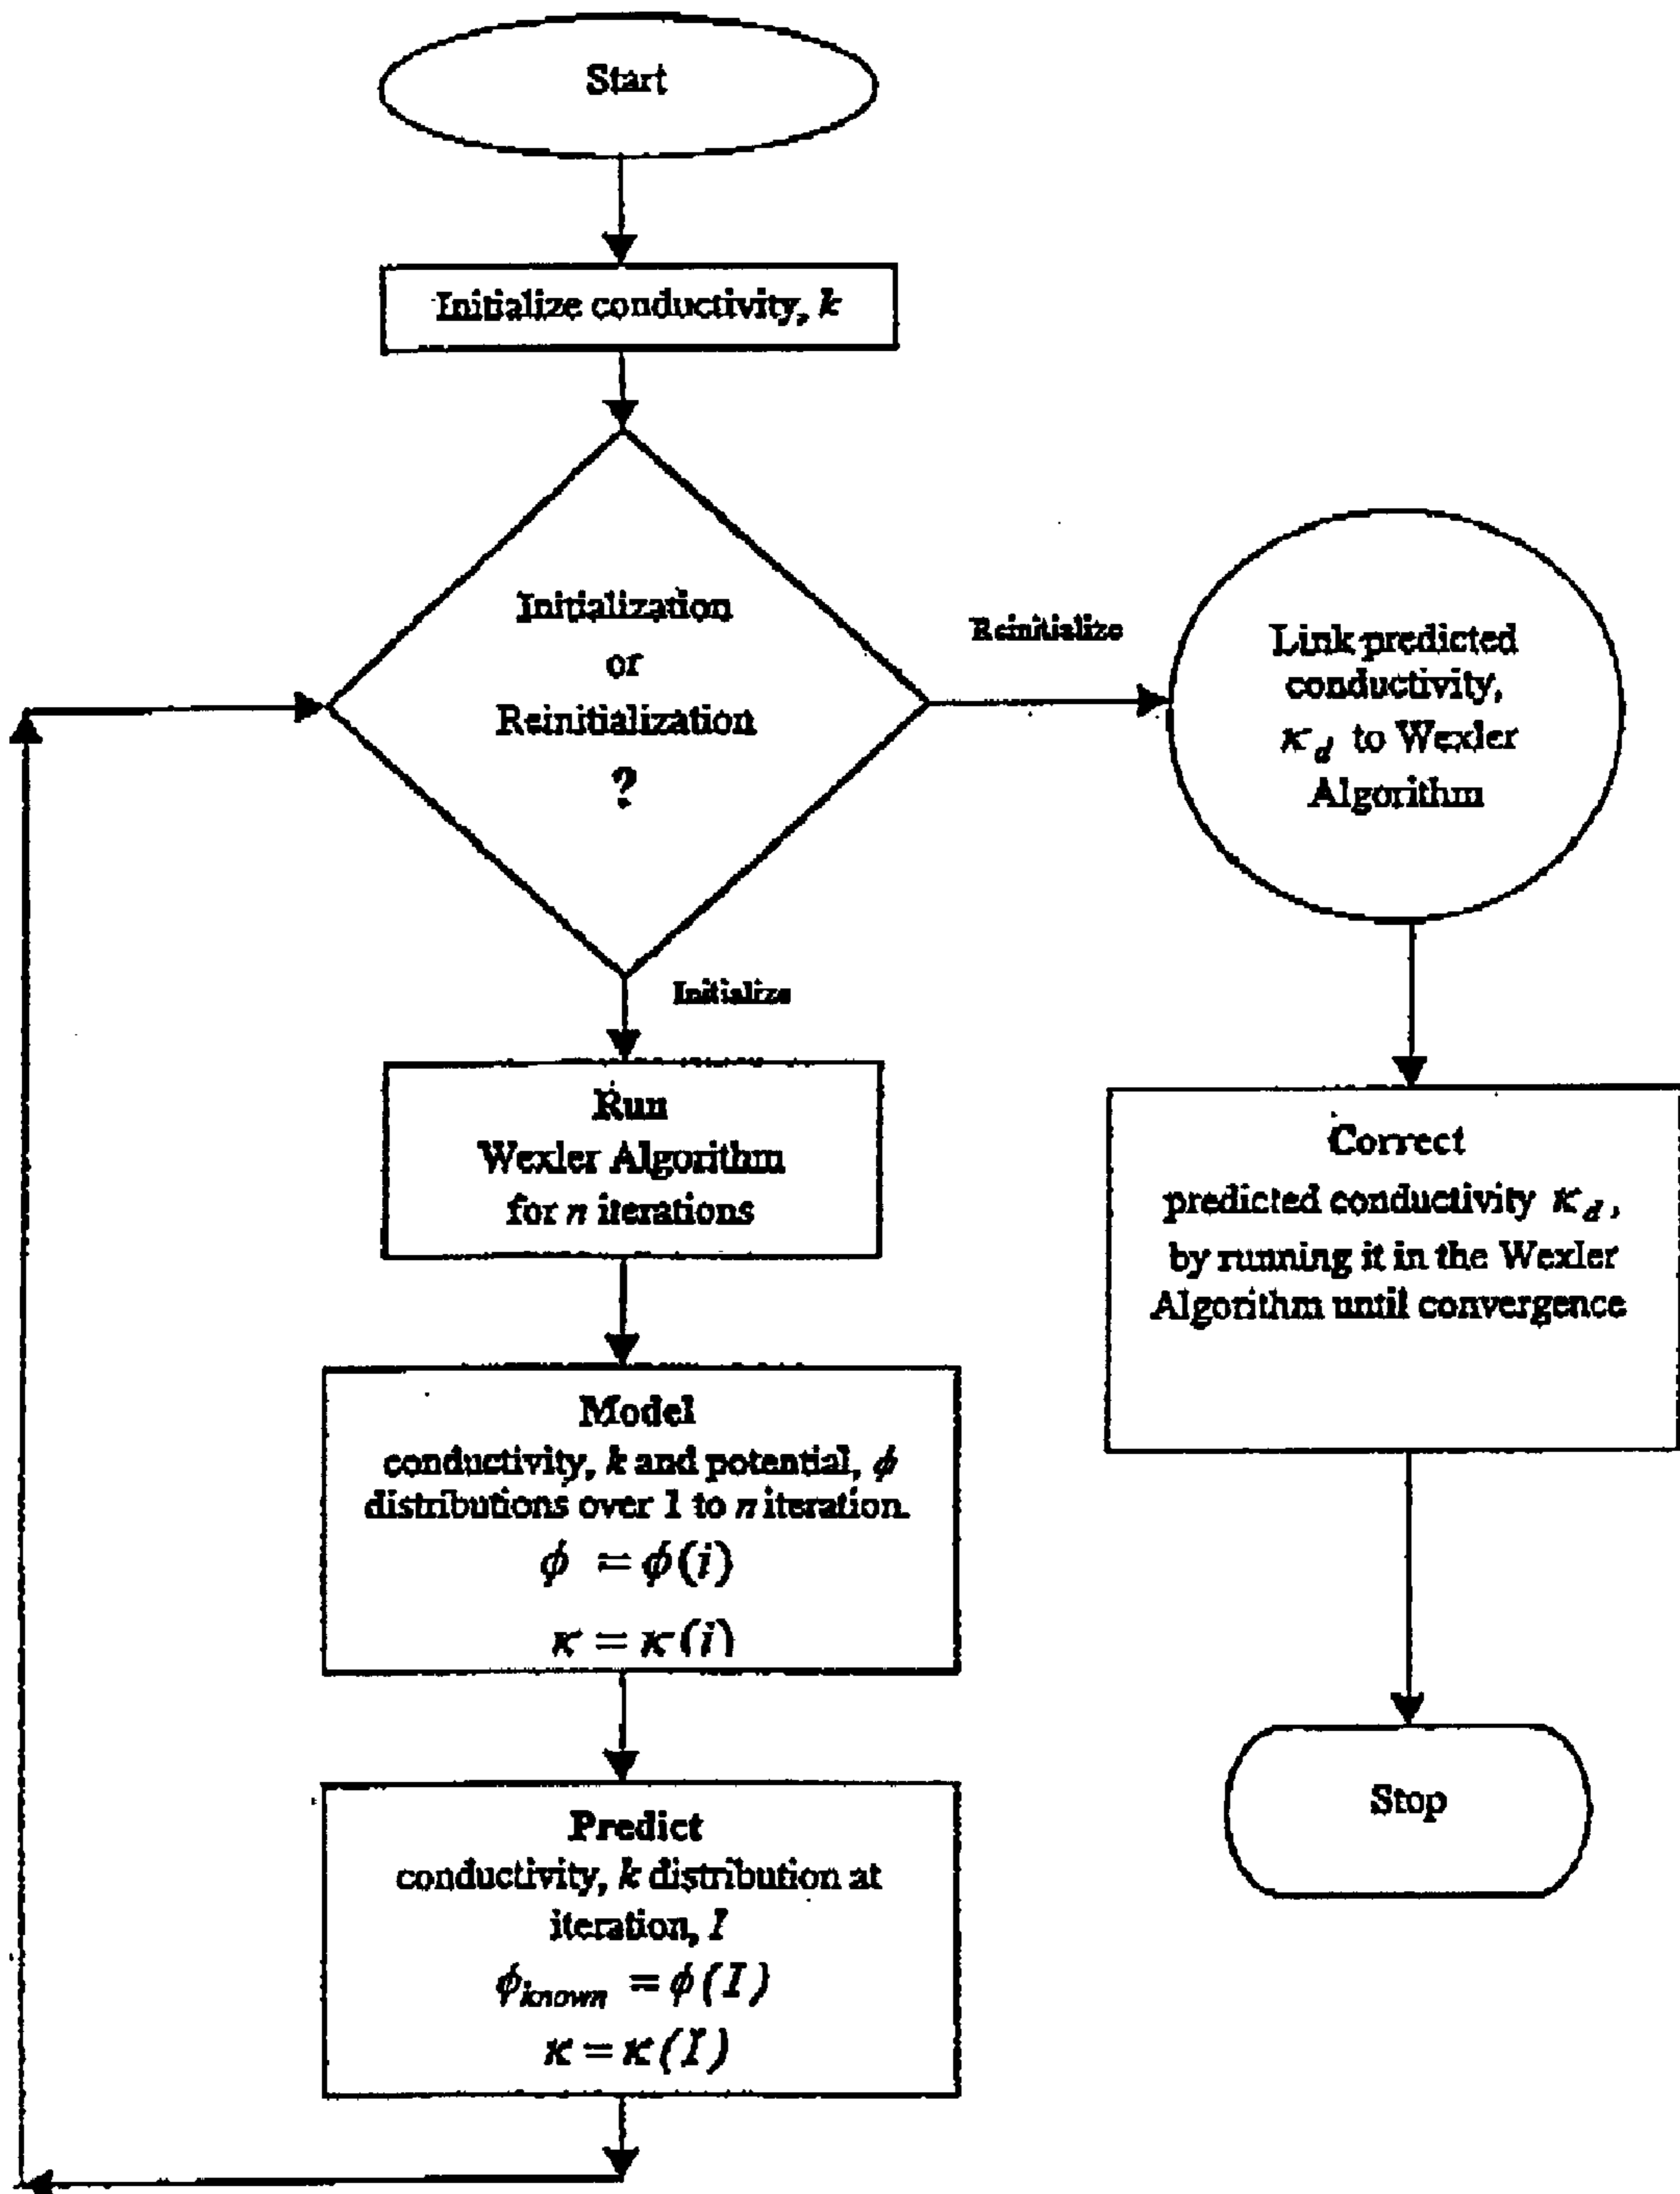 Start
Initialize conductivity, k
Initialization
or
Reinitialization
?
Reinitialize
Link predicted
conductivity,
κ_d to Wexler
Algorithm
Initialize
Run
Wexler Algorithm
for n iterations
Correct
predicted conductivity κ_d,
by running it in the Wexler
Algorithm until convergence
Model
conductivity, k and potential, ϕ
distributions over 1 to n iteration.
ϕ = ϕ(i)
κ = κ(i)
Stop
Predict
conductivity, k distribution at
iteration, I
ϕ_known = ϕ(I)
κ = κ(I)